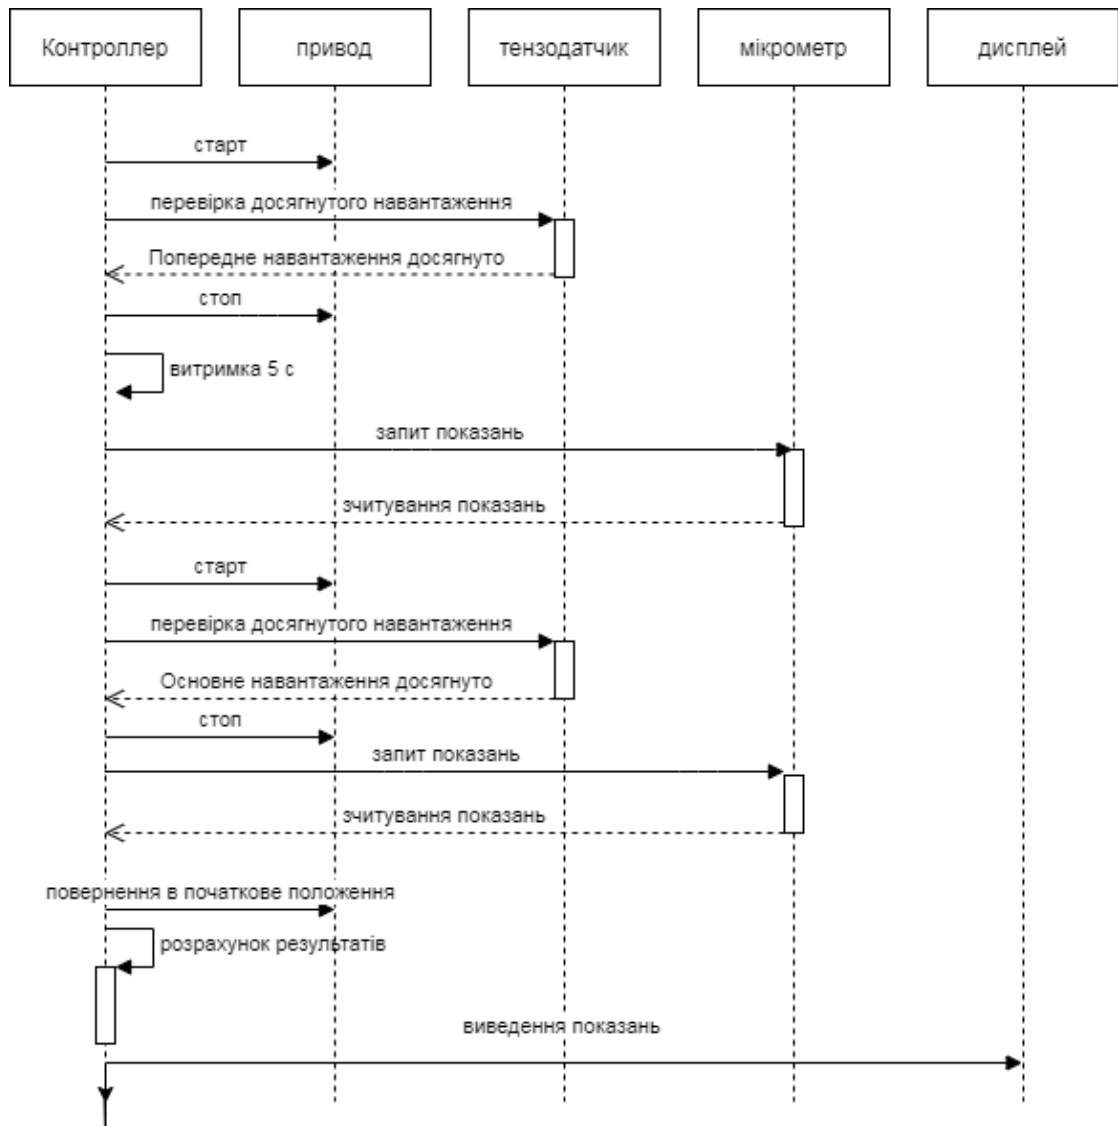 Контроллер
привод
тензодатчик
мікрометр
дисплей
старт
перевірка досягнутого навантаження
Попереднє навантаження досягнуто
стоп
витримка 5 с
запит показань
зчитування показань
старт
перевірка досягнутого навантаження
Основне навантаження досягнуто
стоп
запит показань
зчитування показань
повернення в початкове положення
розрахунок результатів
виведення показань